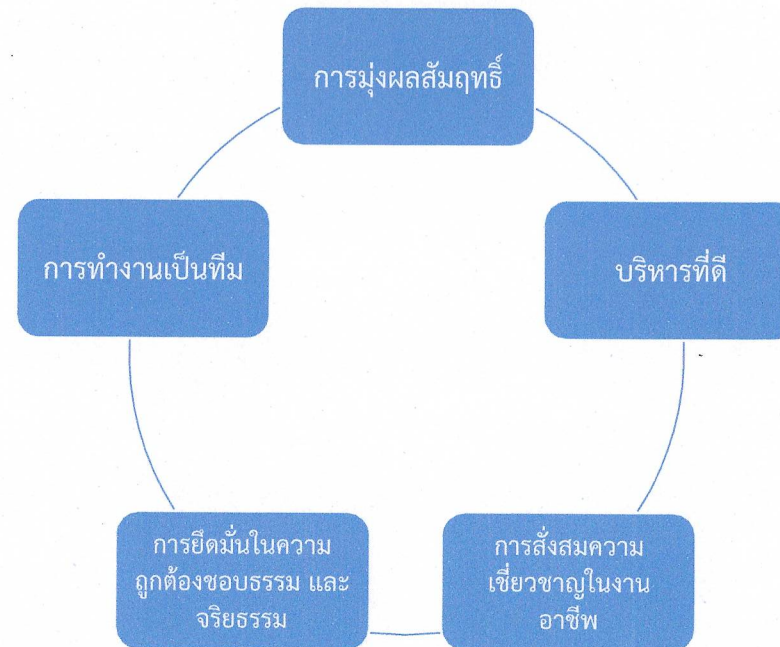 การมุ่งผลสัมฤทธิ์
การทำงานเป็นทีม
บริหารที่ดี
การยึดมั่นในความ
ถูกต้องชอบธรรม และ
จริยธรรม
การสั่งสมความ
เชี่ยวชาญในงาน
อาชีพ